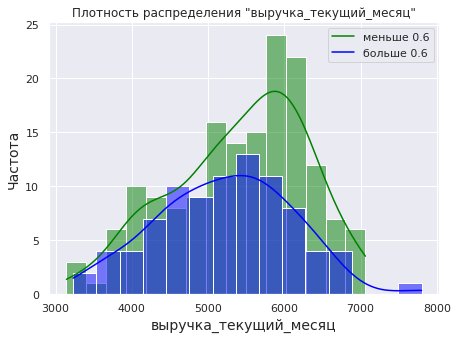 Плотность распределения "выручка_текущий_месяц"
меньше 0.6
больше 0.6
Частота
25
20
15
10
5
0
3000 4000 5000 6000 7000 8000
выручка_текущий_месяц